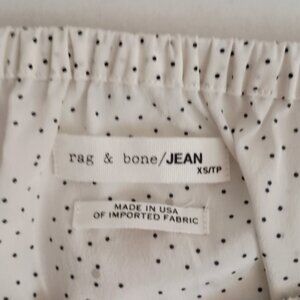 rag & bone/JEAN
XS/TP
MADE IN USA
OF IMPORTED FABRIC